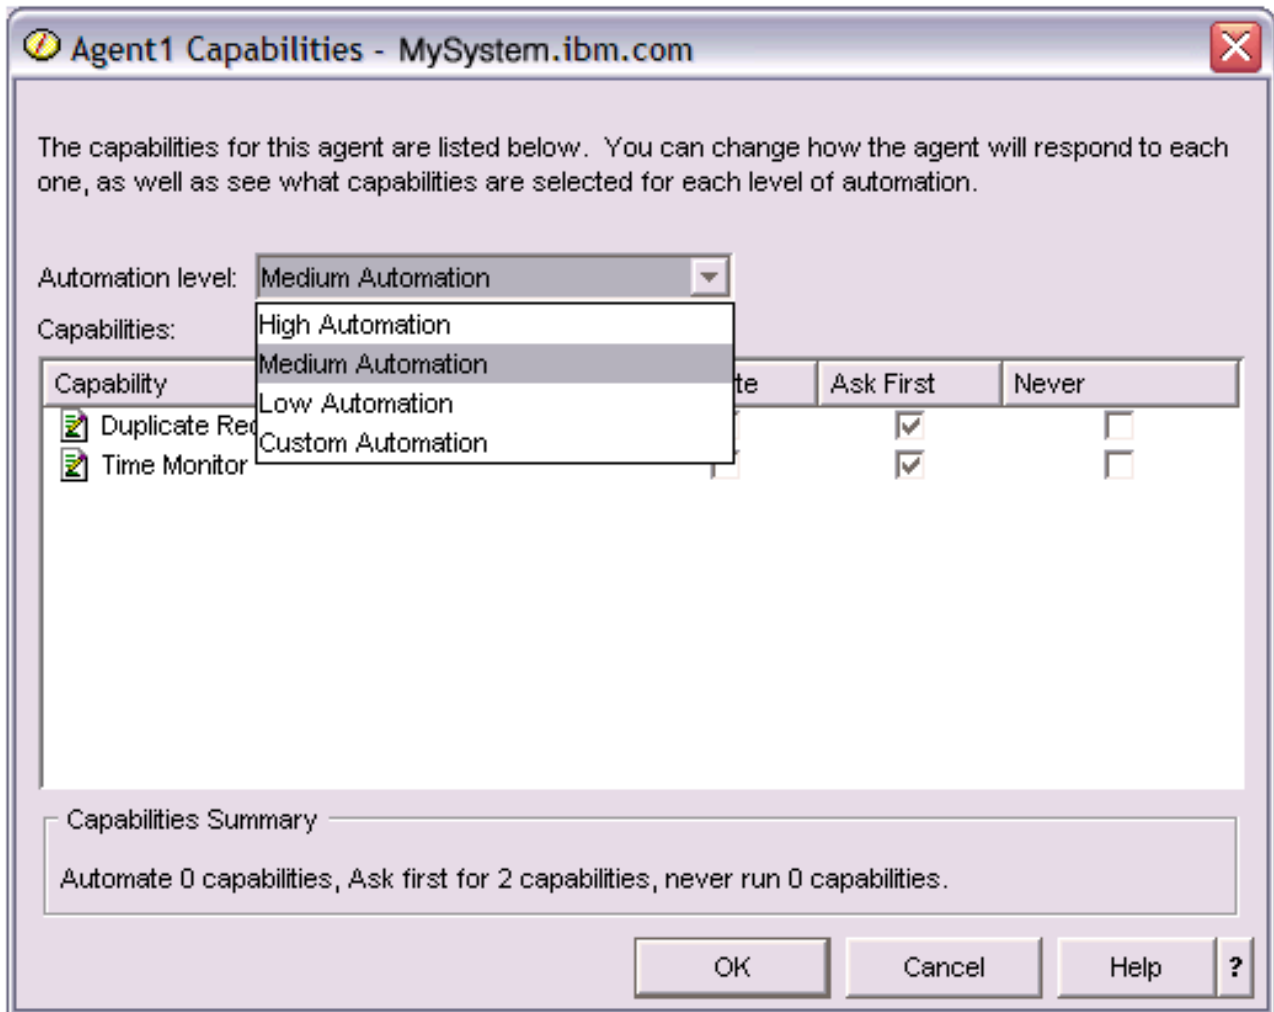 Agent1 Capabilities - MySystem.ibm.com
The capabilities for this agent are listed below. You can change how the agent will respond to each
one, as well as see what capabilities are selected for each level of automation.
Automation level: Medium Automation
High Automation
Capabilities:
Medium Automation
Capability te Ask First Never
Low Automation
Duplicate Rec
Custom Automation
Time Monitor
Capabilities Summary
Automate 0 capabilities, Ask first for 2 capabilities, never run 0 capabilities.
OK Cancel Help ?